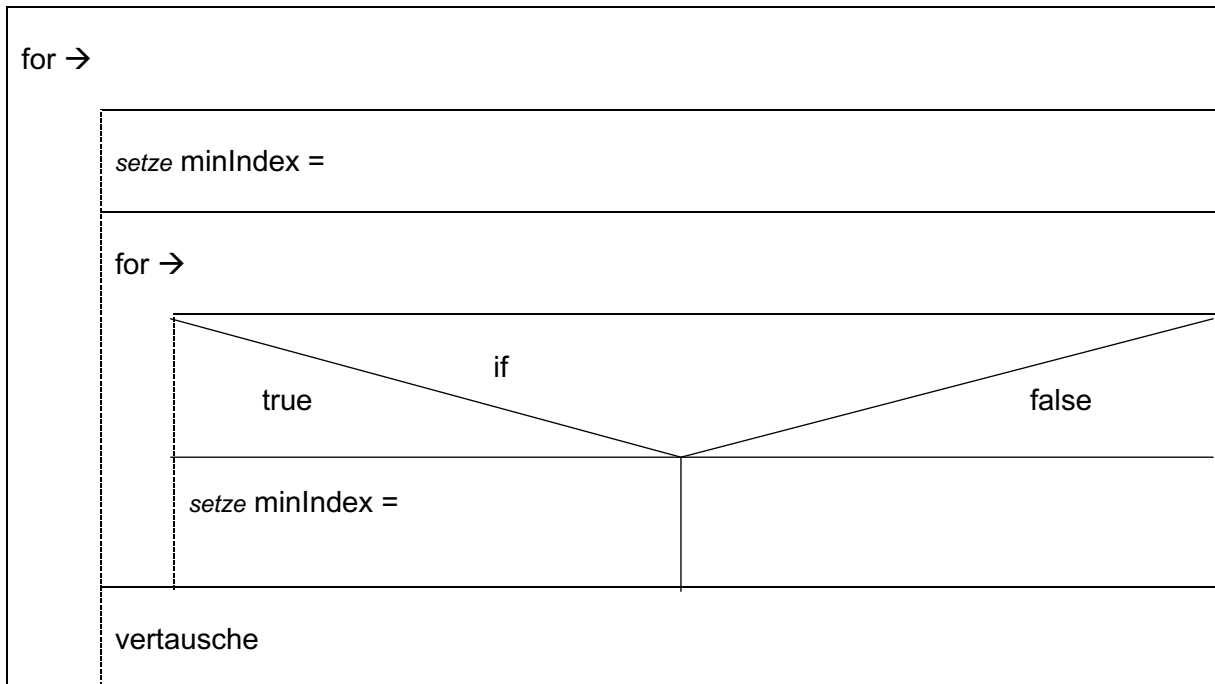 for →
setze minIndex =
for →
if
true
false
setze minIndex =
vertausche